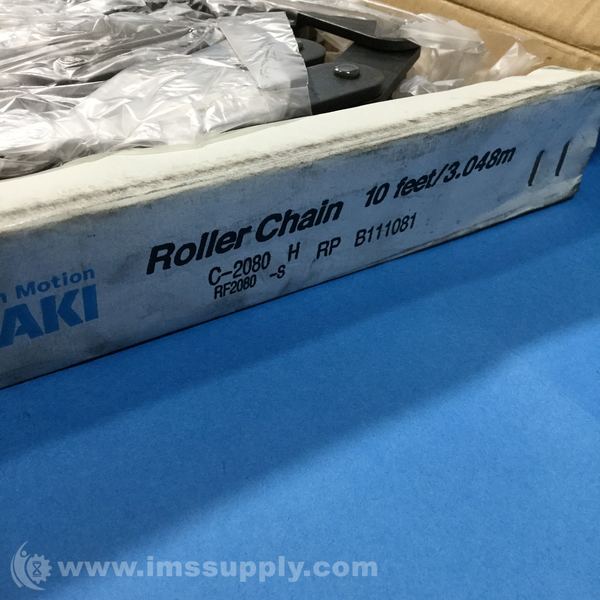 Roller Chain 10 feet/3.048m
C-2080 H RP B111081
RF2080 -S
Motion
AKI
www.imssupply.com